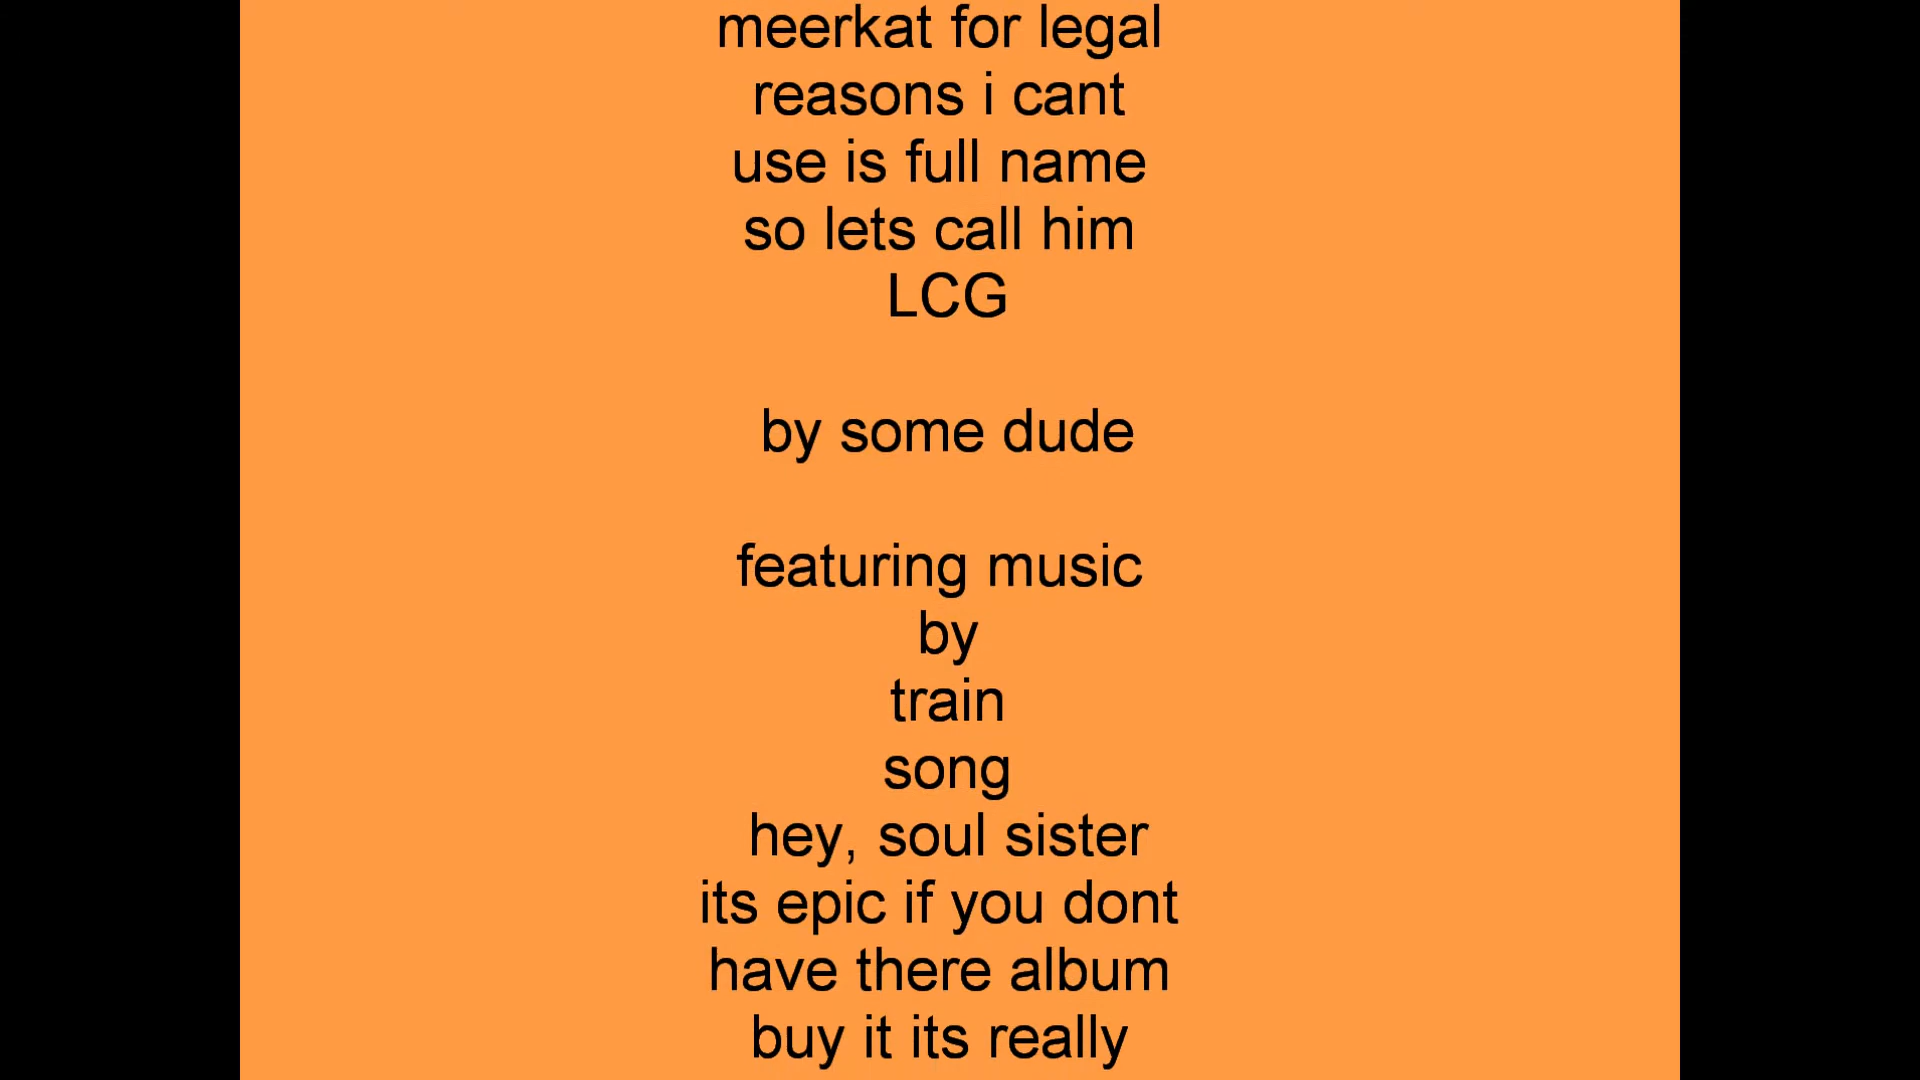 meerkat for legal
reasons i cant
use is full name
so lets call him
LCG
by some dude
featuring music
by
train
song
hey, soul sister
its epic if you dont
have there album
buy it its really